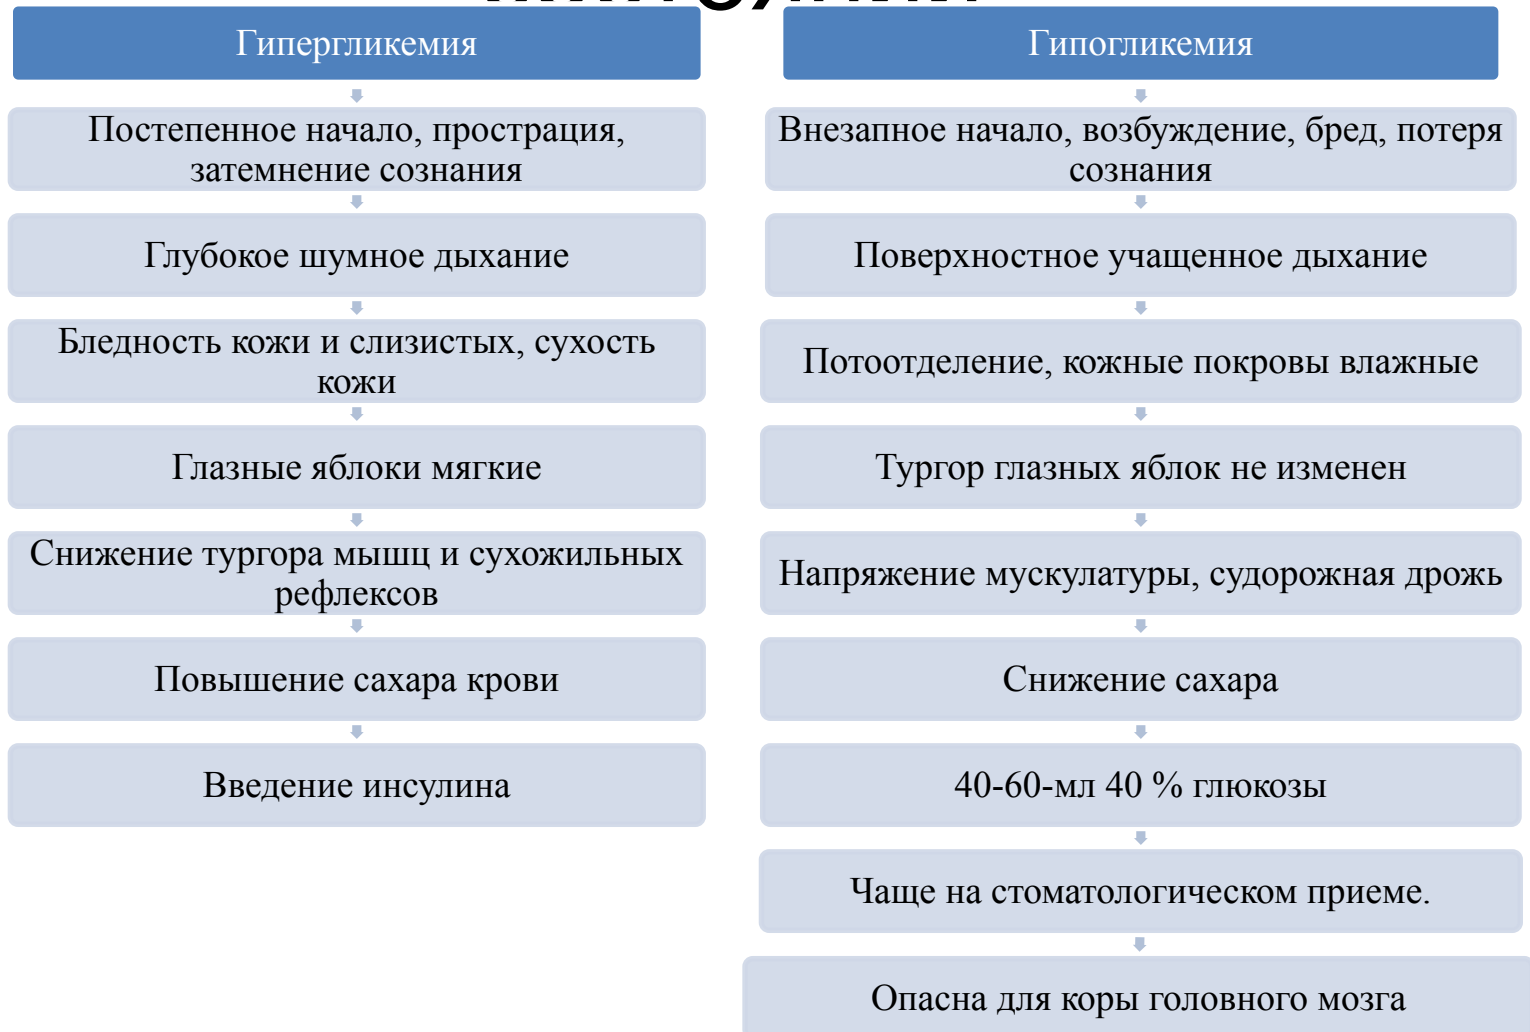 Гипергликемия
Постепенное начало, прострация,
затемнение сознания
Глубокое шумное дыхание
Бледность кожи и слизистых, сухость
кожи
Глазные яблоки мягкие
Снижение тургора мышц и сухожильных
рефлексов
Повышение сахара крови
Введение инсулина
Гипогликемия
Внезапное начало, возбуждение, бред, потеря
сознания
Поверхностное учащенное дыхание
Потоотделение, кожные покровы влажные
Тургор глазных яблок не изменен
Напряжение мускулатуры, судорожная дрожь
Снижение сахара
40-60-мл 40 % глюкозы
Чаще на стоматологическом приеме.
Опасна для коры головного мозга